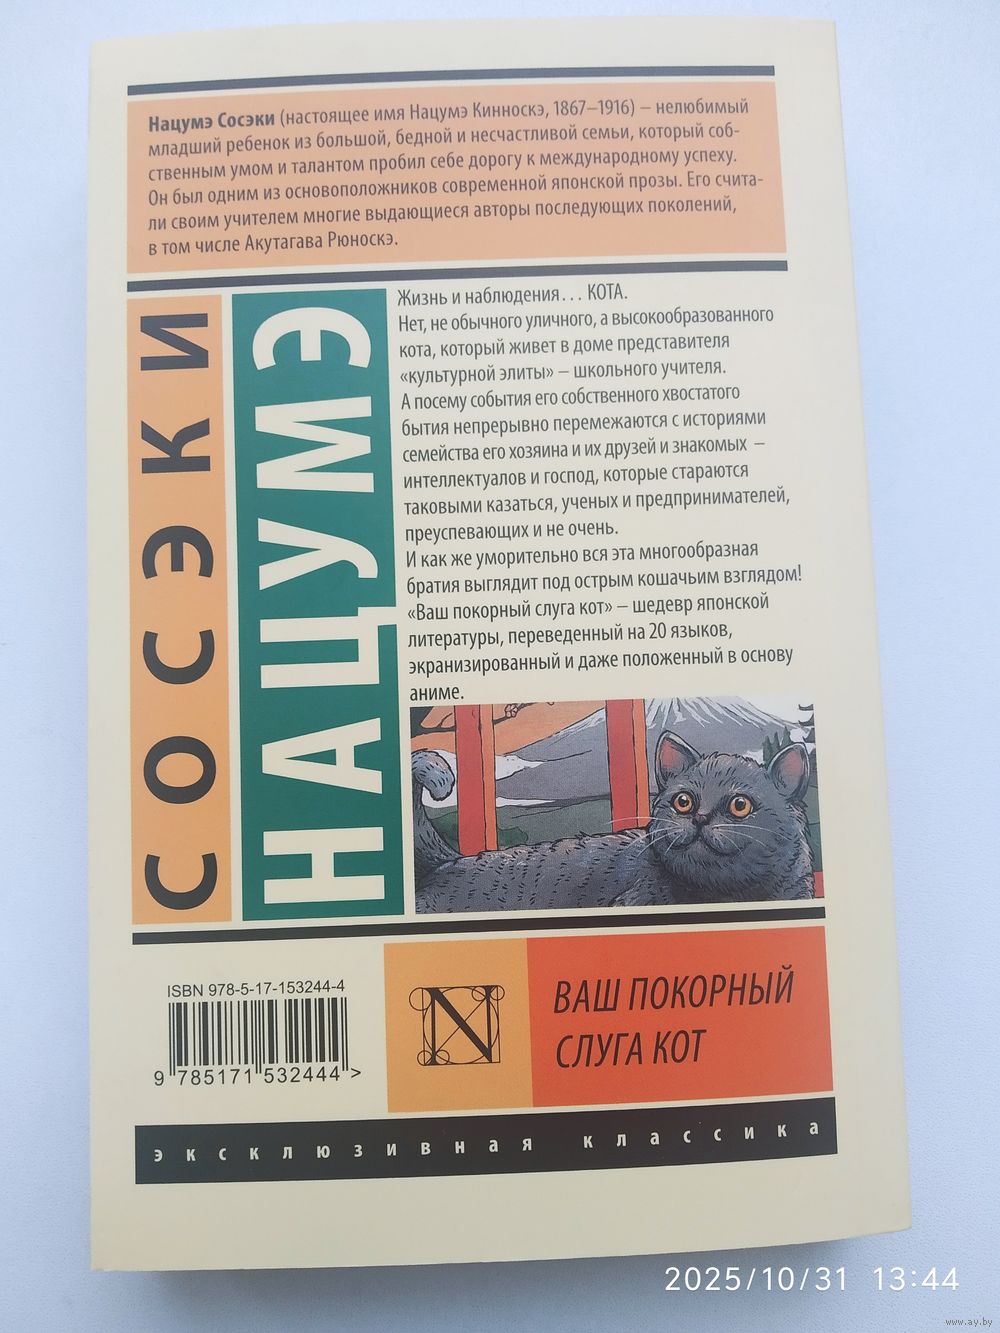 Нацумэ Сосэки (настоящее имя Нацумэ Кинноскэ, 1867–1916) – нелюбимый
младший ребенок из большой, бедной и несчастливой семьи, который соб-
ственным умом и талантом пробил себе дорогу к международному успеху.
Он был одним из основоположников современной японской прозы. Его счита-
ли своим учителем многие выдающиеся авторы последующих поколений,
в том числе Акутагава Рюноскэ.
СОСЭКИ
НАЦУМЭ
Жизнь и наблюдения... КОТА.
Нет, не обычного уличного, а высокообразованного
кота, который живет в доме представителя
«культурной элиты» – школьного учителя.
А посему события его собственного хвостатого
бытия непрерывно перемежаются с историями
семейства его хозяина и их друзей и знакомых –
интеллектуалов и господ, которые стараются
таковыми казаться, ученых и предпринимателей,
преуспевающих и не очень.
И как же уморительно вся эта многообразная
братия выглядит под острым кошачьим взглядом!
«Ваш покорный слуга кот» – шедевр японской
литературы, переведенный на 20 языков,
экранизированный и даже положенный в основу
аниме.
ISBN 978-5-17-153244-4
9 785171 532444 >
N
ВАШ ПОКОРНЫЙ
СЛУГА КОТ
эксклюзивная классика
2025/10/31 13:44
www.ay.by